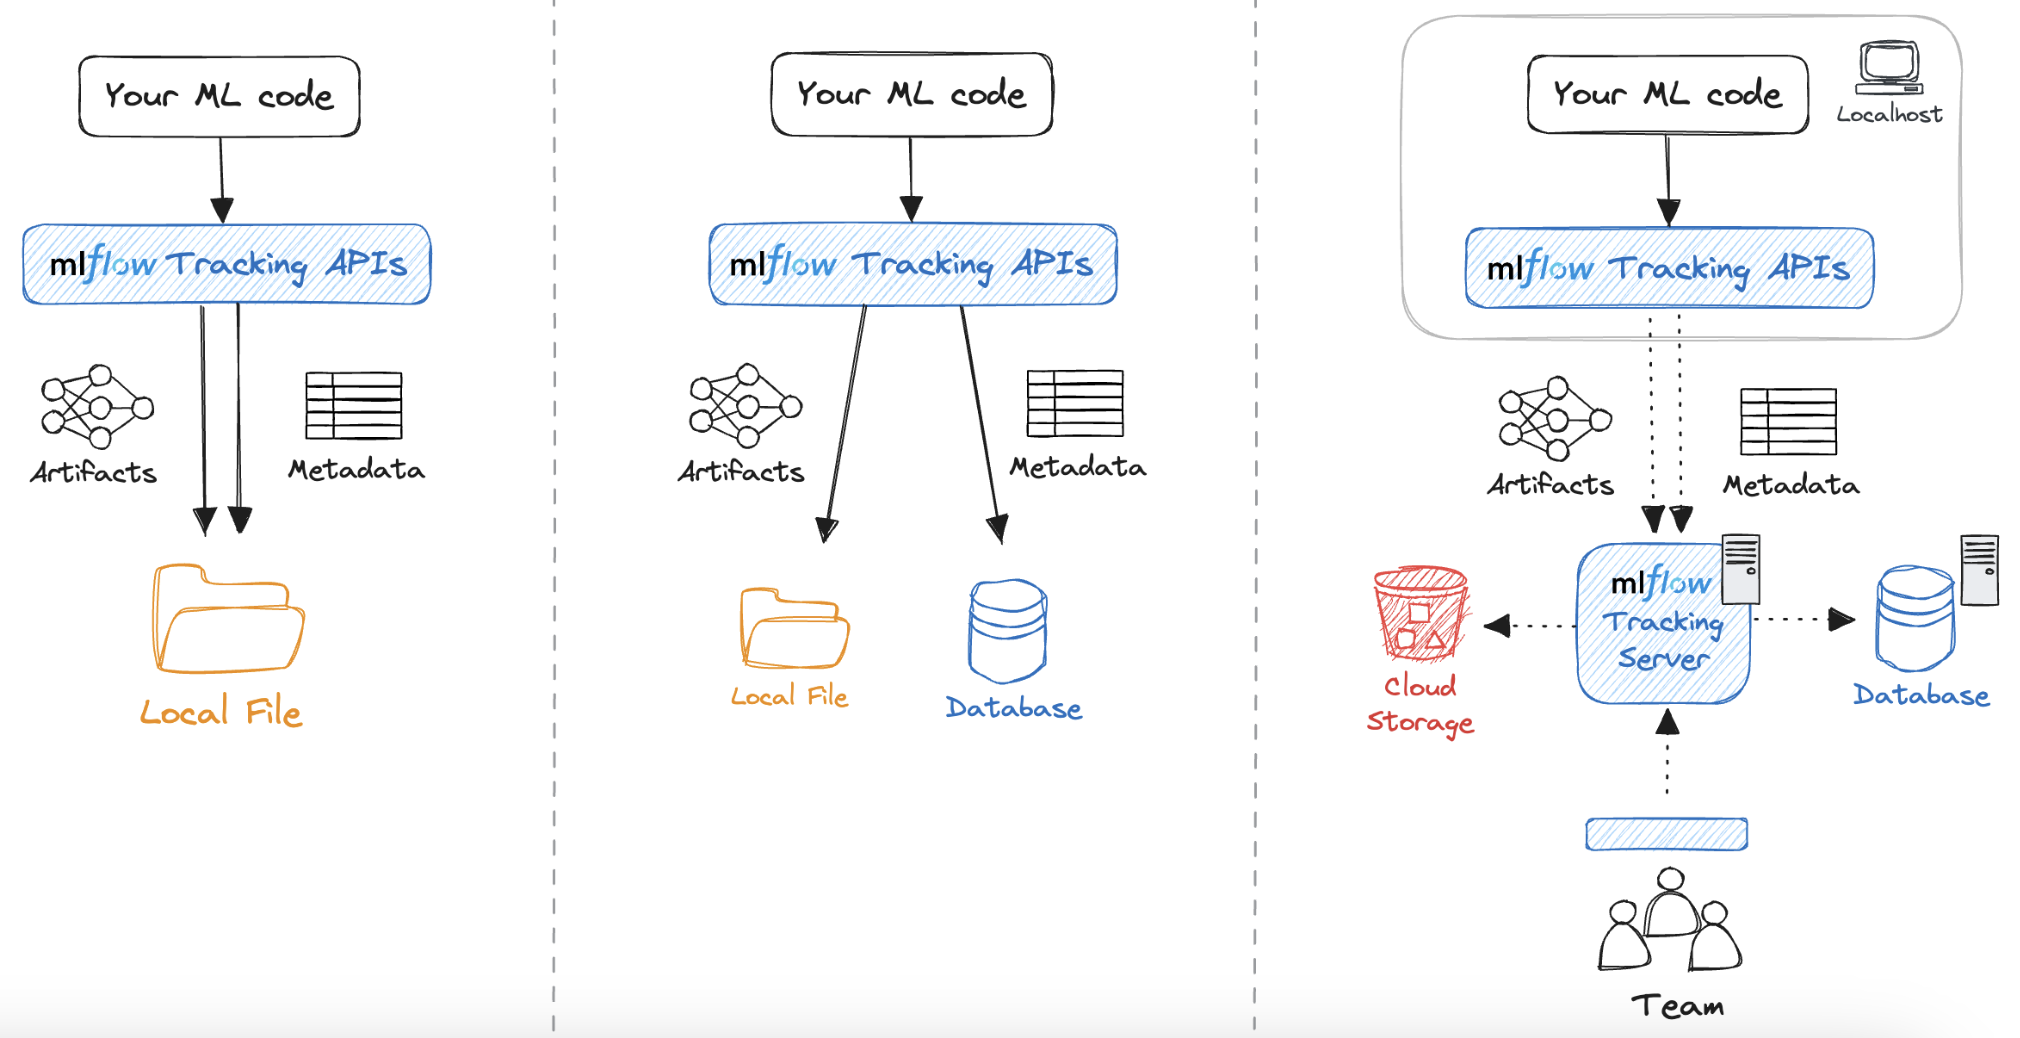 Your ML code
mlflow Tracking APIs
Artifacts
Metadata
Local File
Your ML code
mlflow Tracking APIs
Artifacts
Metadata
Local File
Database
Your ML code
Localhost
mlflow Tracking APIs
Artifacts
Metadata
mlflow
Tracking
Server
Cloud
Storage
Database
Team